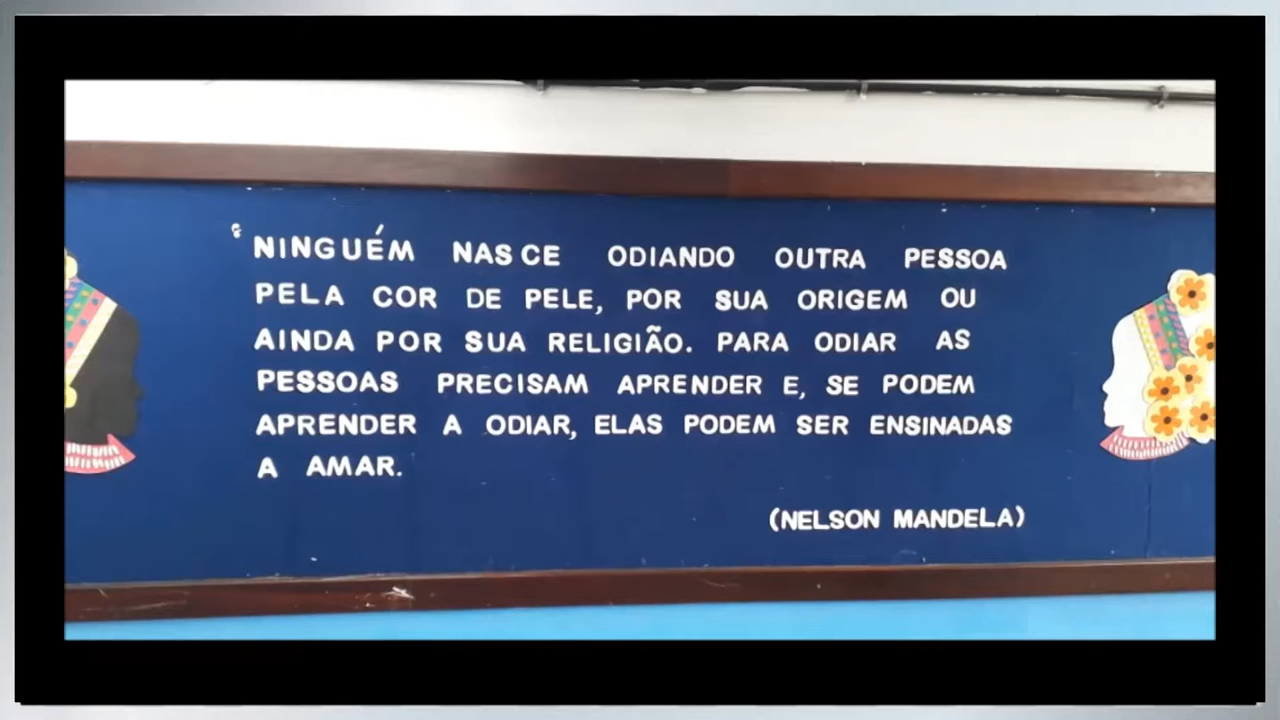 “NINGUÉM NASCE ODIANDO OUTRA PESSOA
PELA COR DE PELE, POR SUA ORIGEM OU
AINDA POR SUA RELIGIÃO. PARA ODIAR AS
PESSOAS PRECISAM APRENDER E, SE PODEM
APRENDER A ODIAR, ELAS PODEM SER ENSINADAS
A AMAR.
(NELSON MANDELA)